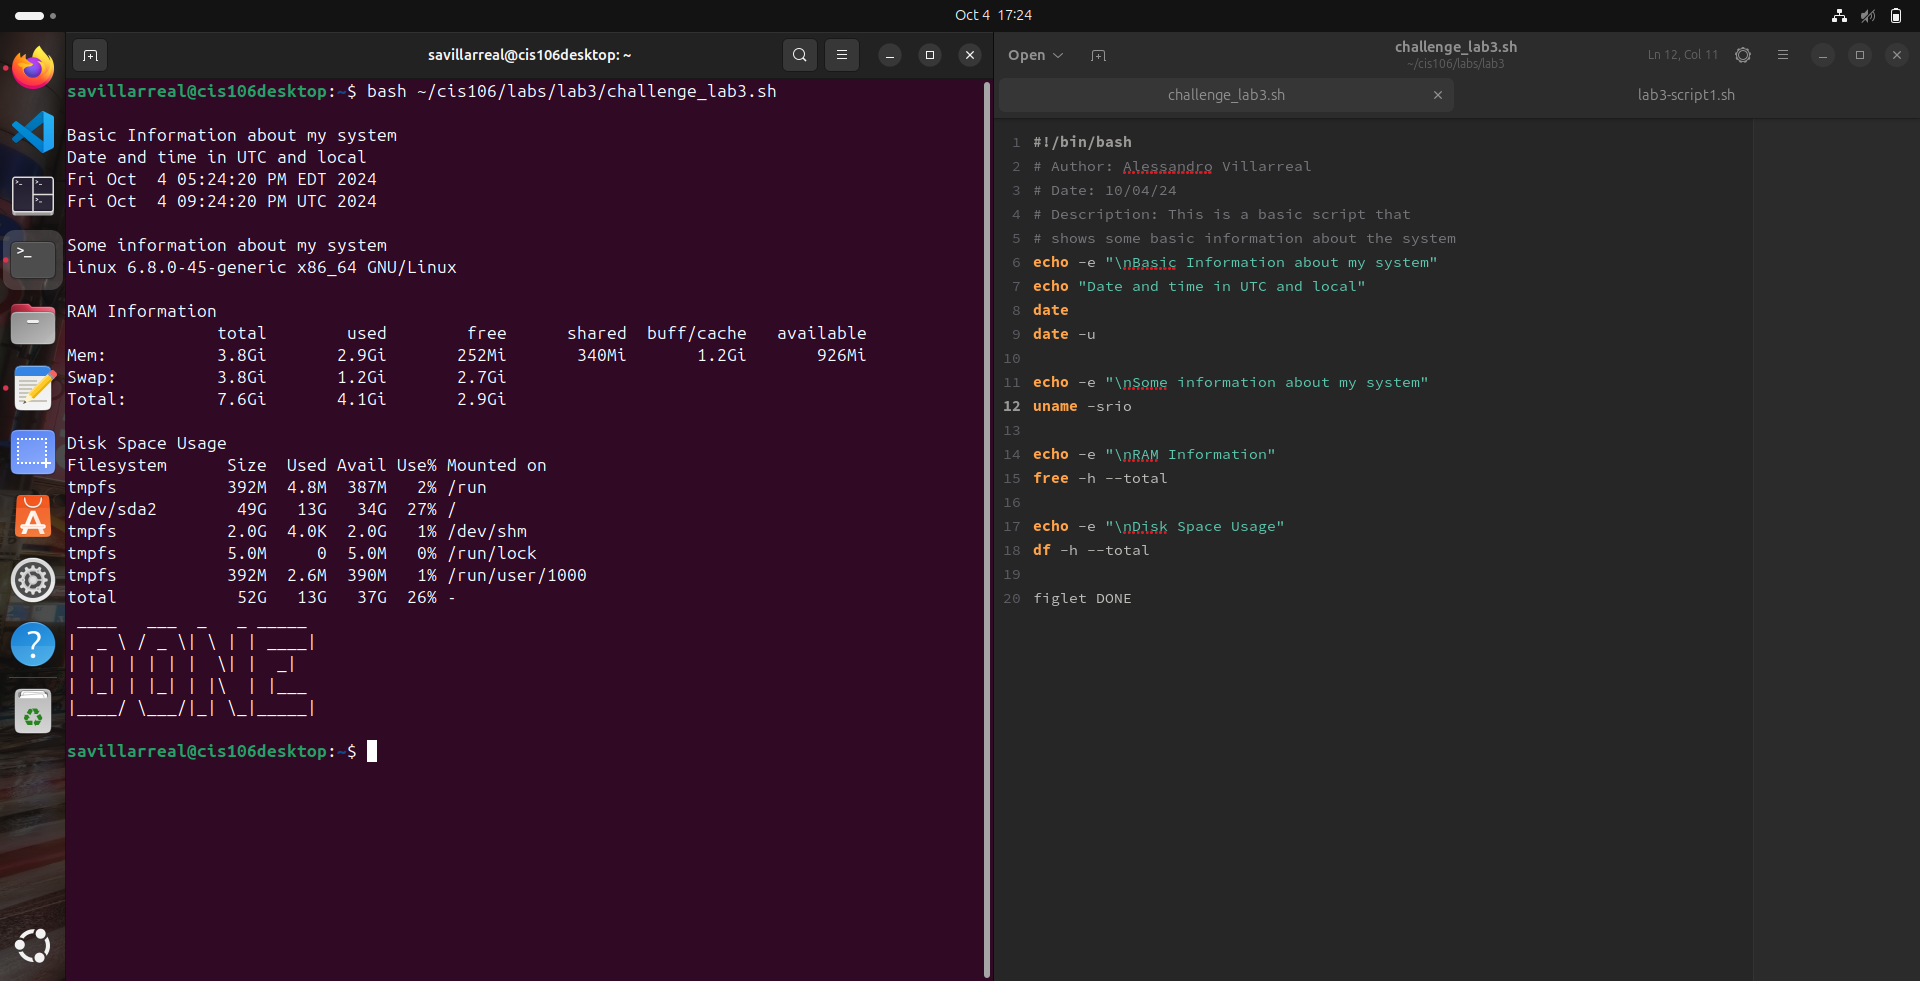 Oct 4 17:24
savillarreal@cis106desktop: ~
savillarreal@cis106desktop:~$ bash ~/cis106/labs/lab3/challenge_lab3.sh

Basic Information about my system
Date and time in UTC and local
Fri Oct  4 05:24:20 PM EDT 2024
Fri Oct  4 09:24:20 PM UTC 2024

Some information about my system
Linux 6.8.0-45-generic x86_64 GNU/Linux

RAM Information
               total        used        free      shared  buff/cache   available
Mem:           3.8Gi       2.9Gi       252Mi       340Mi       1.2Gi       926Mi
Swap:          3.8Gi       1.2Gi       2.7Gi
Total:         7.6Gi       4.1Gi       2.9Gi

Disk Space Usage
Filesystem      Size  Used Avail Use% Mounted on
tmpfs           392M  4.8M  387M   2% /run
/dev/sda2        49G   13G   34G  27% /
tmpfs           2.0G  4.0K  2.0G   1% /dev/shm
tmpfs           5.0M     0  5.0M   0% /run/lock
tmpfs           392M  2.6M  390M   1% /run/user/1000
total            52G   13G   37G  26% -
DONE
savillarreal@cis106desktop:~$
Open
challenge_lab3.sh
~/cis106/labs/lab3
Ln 12, Col 11
challenge_lab3.sh
lab3-script1.sh
1 #!/bin/bash
2 # Author: Alessandro Villarreal
3 # Date: 10/04/24
4 # Description: This is a basic script that
5 # shows some basic information about the system
6 echo -e "\nBasic Information about my system"
7 echo "Date and time in UTC and local"
8 date
9 date -u
10
11 echo -e "\nSome information about my system"
12 uname -srio
13
14 echo -e "\nRAM Information"
15 free -h --total
16
17 echo -e "\nDisk Space Usage"
18 df -h --total
19
20 figlet DONE